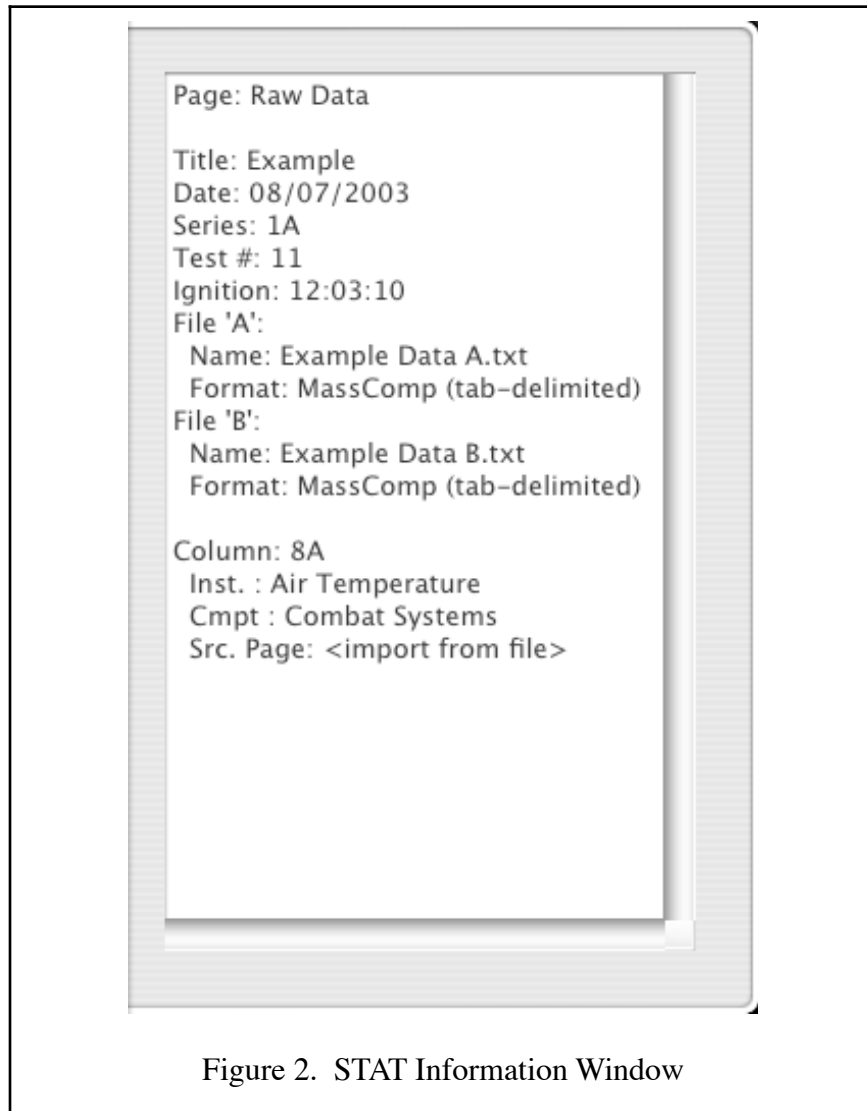 Page: Raw Data
Title: Example
Date: 08/07/2003
Series: 1A
Test #: 11
Ignition: 12:03:10
File 'A':
Name: Example Data A.txt
Format: MassComp (tab-delimited)
File 'B':
Name: Example Data B.txt
Format: MassComp (tab-delimited)
Column: 8A
Inst. : Air Temperature
Cmpt : Combat Systems
Src. Page: <import from file>
Figure 2. STAT Information Window